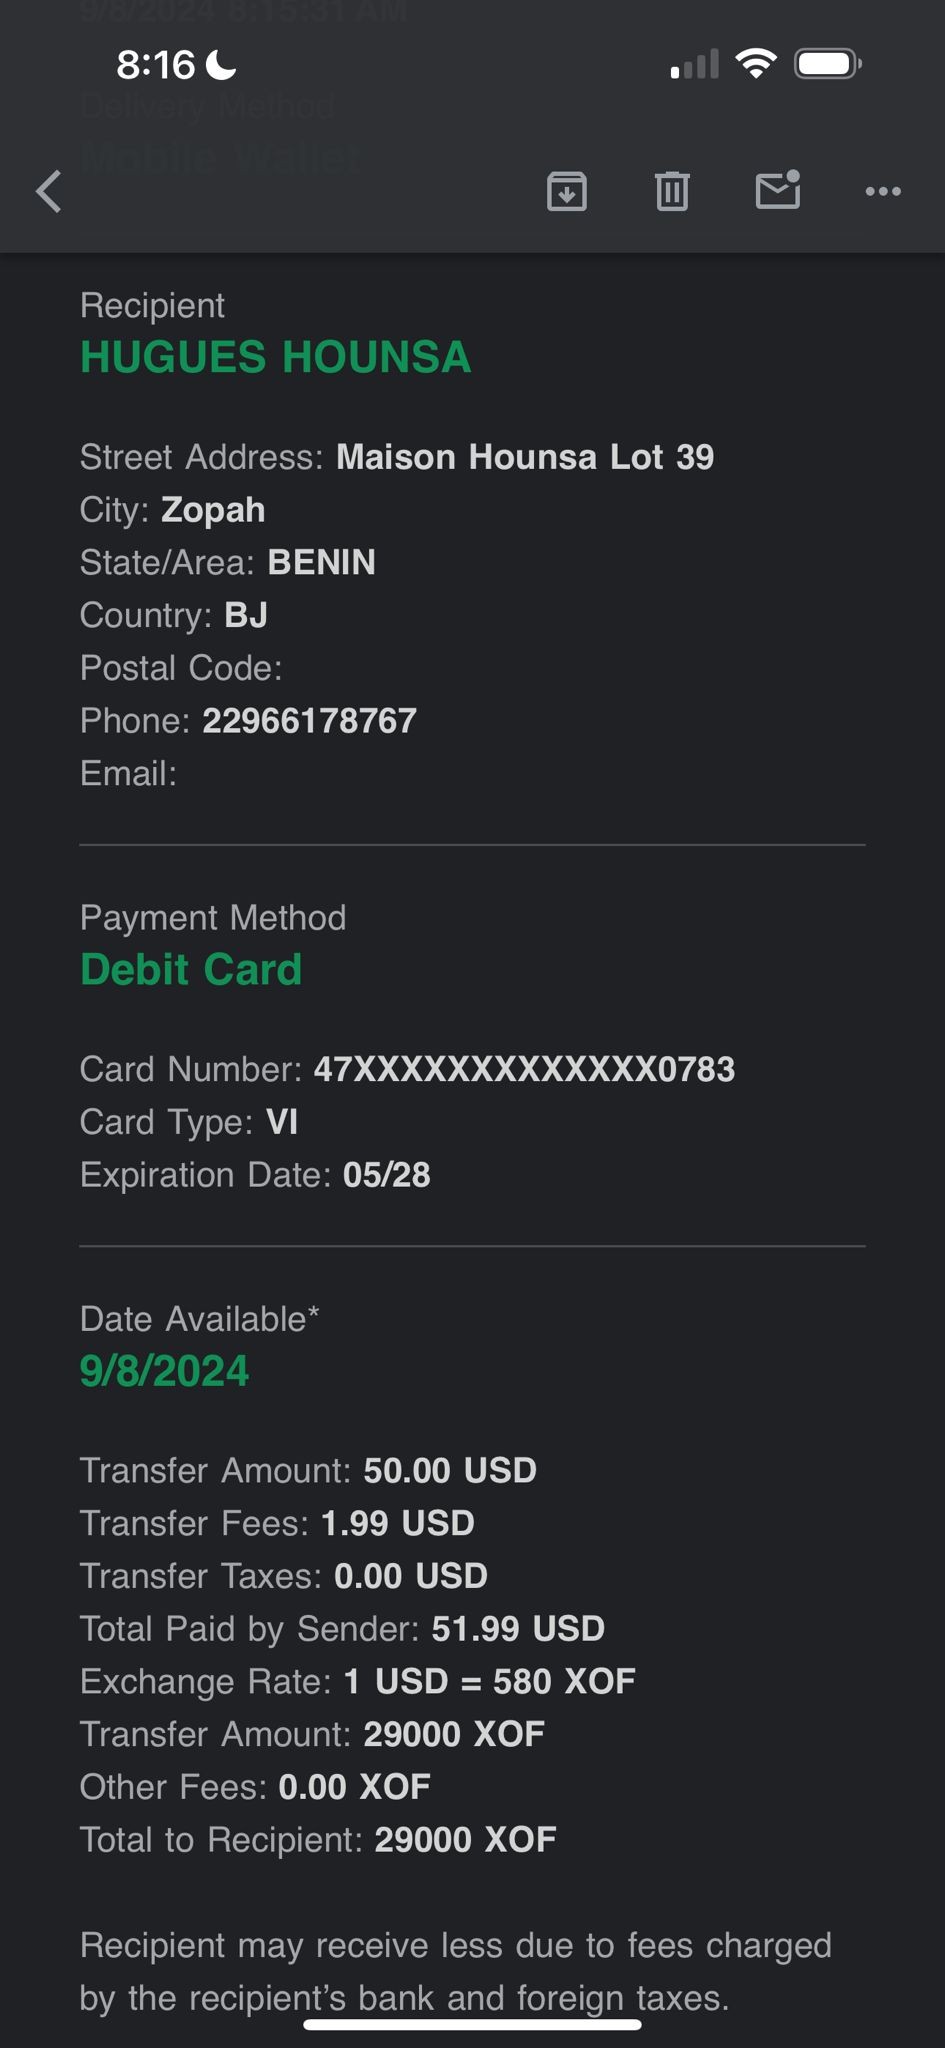 9/8/2024 8:15:31 AM
8:16
Delivery Method
Mobile Wallet
Recipient
HUGUES HOUNSA
Street Address: Maison Hounsa Lot 39
City: Zopah
State/Area: BENIN
Country: BJ
Postal Code:
Phone: 22966178767
Email:
Payment Method
Debit Card
Card Number: 47XXXXXXXXXXXXX0783
Card Type: VI
Expiration Date: 05/28
Date Available*
9/8/2024
Transfer Amount: 50.00 USD
Transfer Fees: 1.99 USD
Transfer Taxes: 0.00 USD
Total Paid by Sender: 51.99 USD
Exchange Rate: 1 USD = 580 XOF
Transfer Amount: 29000 XOF
Other Fees: 0.00 XOF
Total to Recipient: 29000 XOF
Recipient may receive less due to fees charged
by the recipient’s bank and foreign taxes.